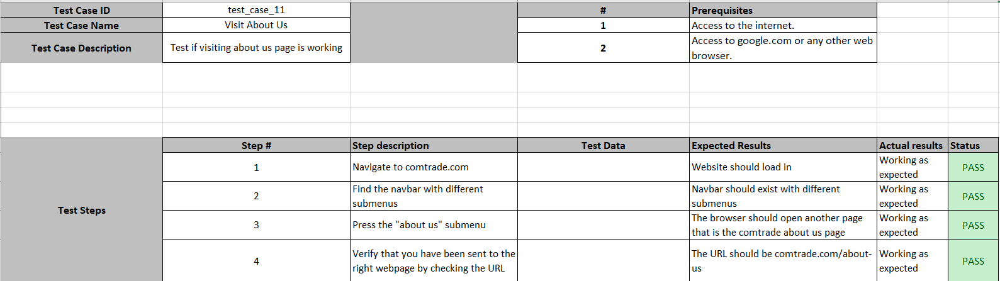 Test Case ID test_case_11 # Prerequisites
Test Case Name Visit About Us 1 Access to the internet.
Test Case Description Test if visiting about us page is working 2 Access to google.com or any other web
browser.
Step # Step description Test Data Expected Results Actual results Status
Test Steps
1 Navigate to comtrade.com Website should load in Working as
expected PASS
2 Find the navbar with different
submenus Navbar should exist with different
submenus Working as
expected PASS
3 Press the "about us" submenu The browser should open another page
that is the comtrade about us page Working as
expected PASS
4 Verify that you have been sent to the
right webpage by checking the URL The URL should be comtrade.com/about-
us Working as
expected PASS